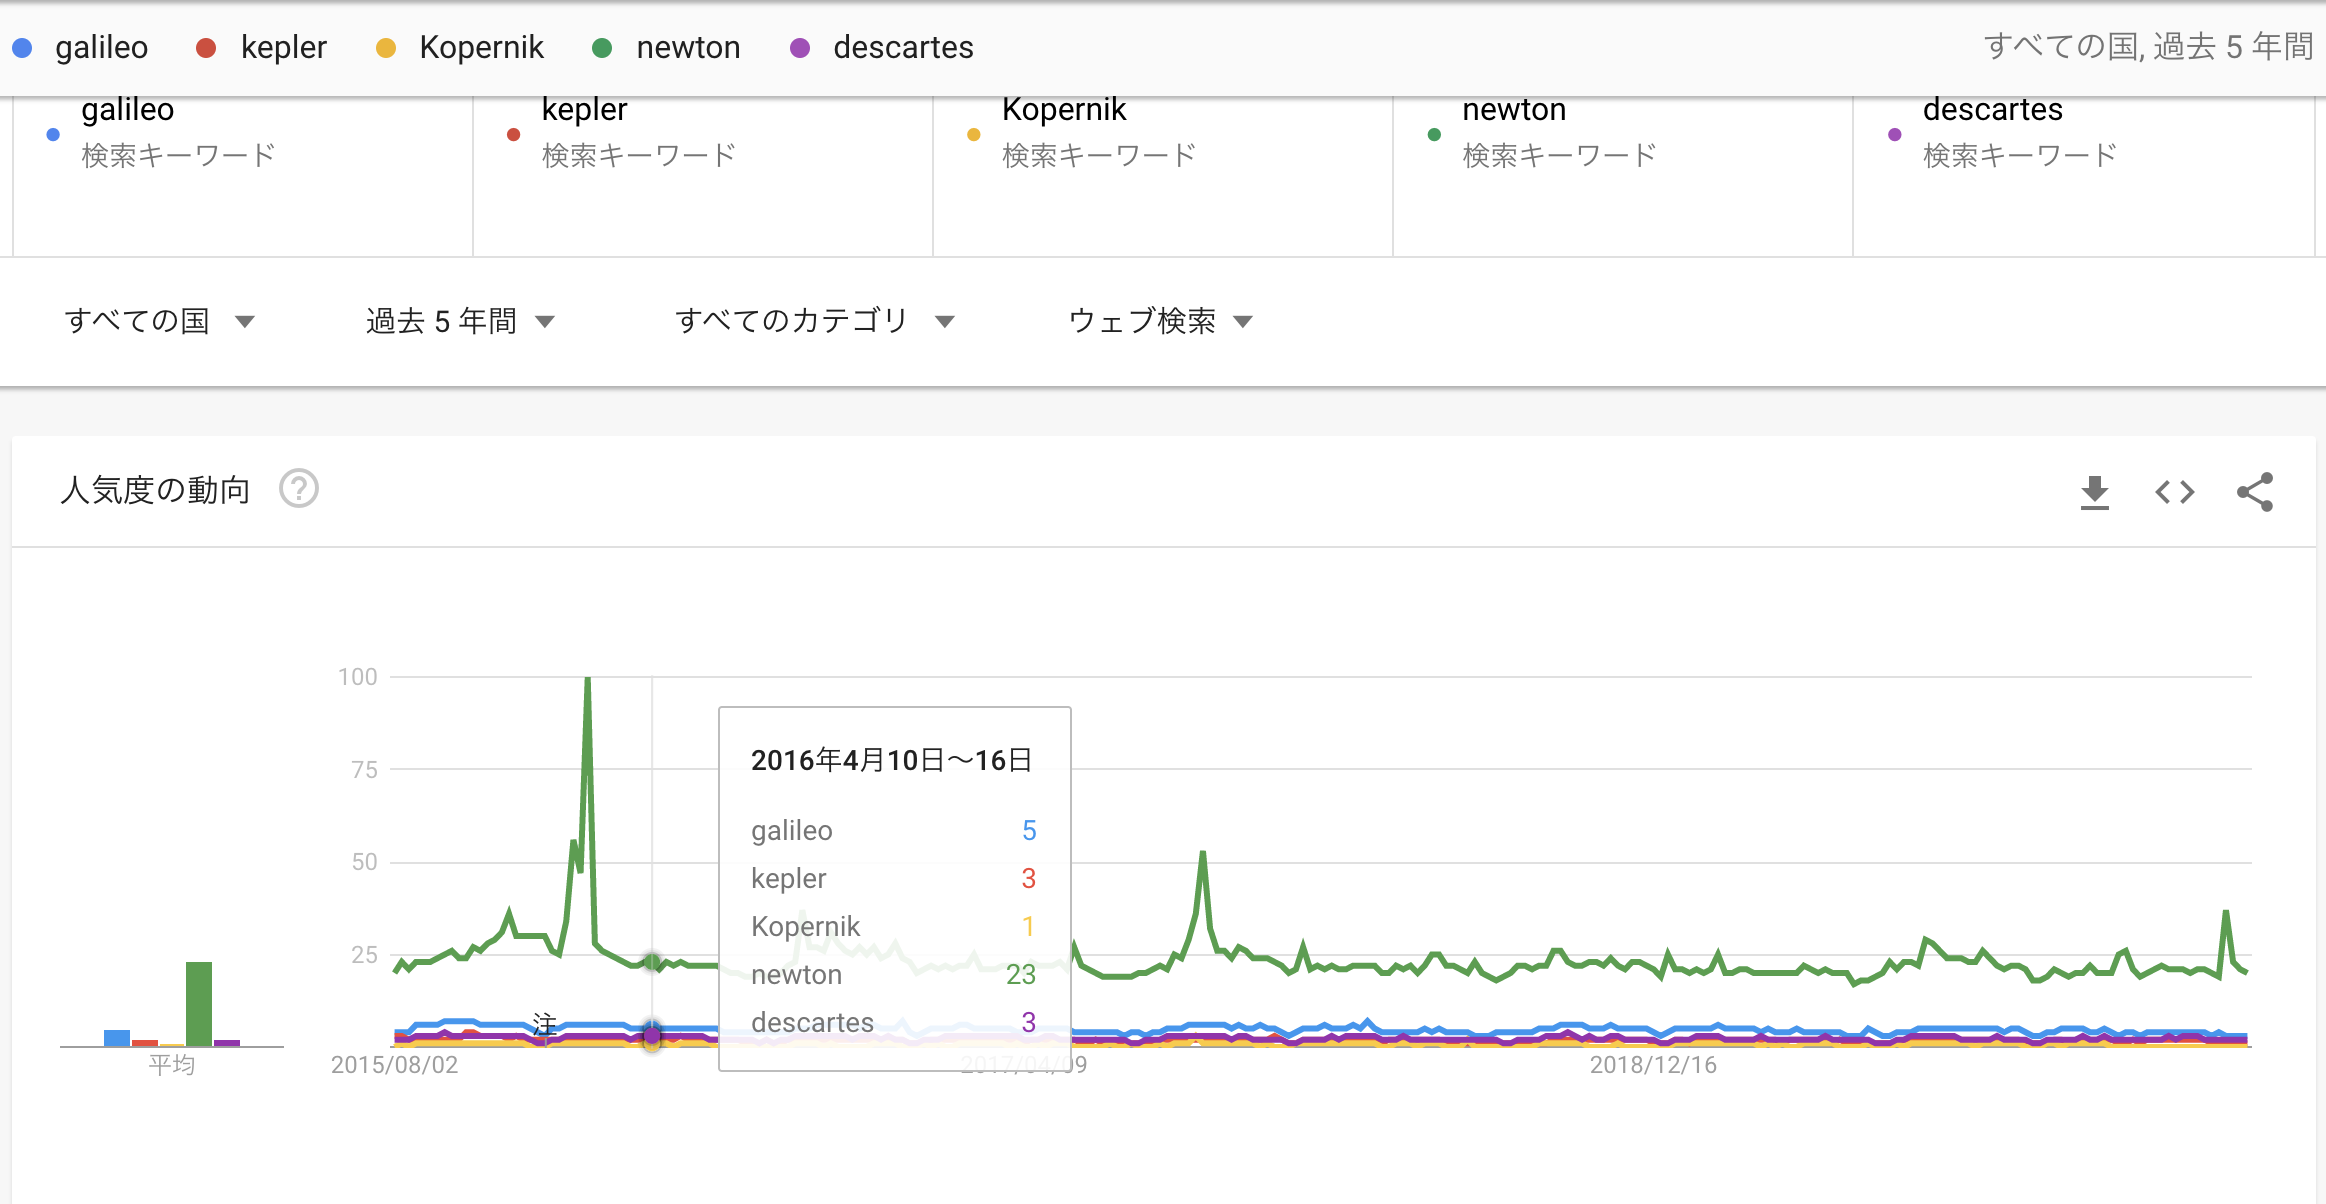 galileo kepler Kopernik newton descartes すべての国, 過去 5 年間
galileo kepler Kopernik newton descartes
検索キーワード 検索キーワード 検索キーワード 検索キーワード 検索キーワード
すべての国 過去 5 年間 すべてのカテゴリ ウェブ検索
人気度の動向 ?
100
75
50
25
2016年4月10日～16日
galileo 5
kepler 3
Kopernik 1
newton 23
descartes 3
注
平均 2015/08/02 2017/04/09 2018/12/16